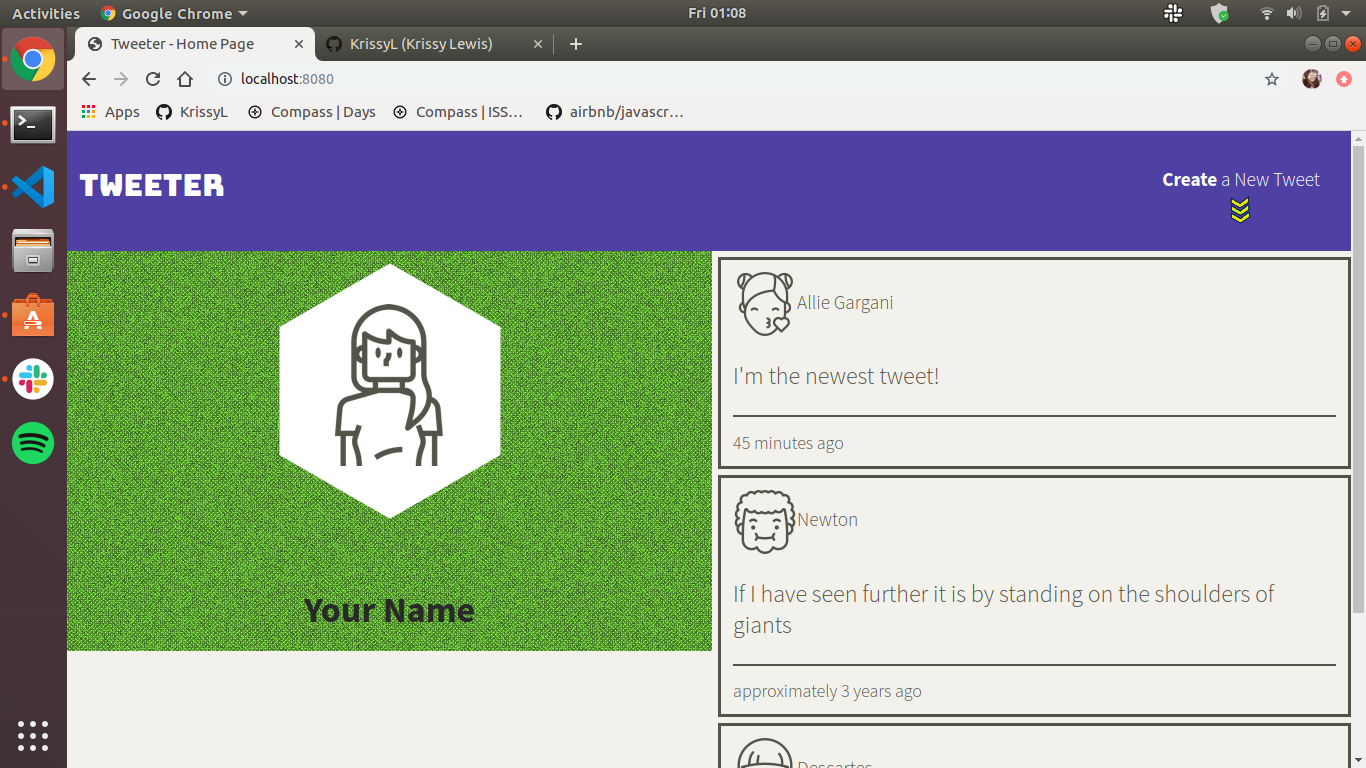 Activities Google Chrome Fri 01:08
Tweeter - Home Page KrissyL (Krissy Lewis)
localhost:8080
Apps KrissyL Compass | Days Compass | ISS... airbnb/javascr...
TWEETER
Create a New Tweet
Your Name
Allie Gargani
I'm the newest tweet!
45 minutes ago
Newton
If I have seen further it is by standing on the shoulders of
giants
approximately 3 years ago
Descartes